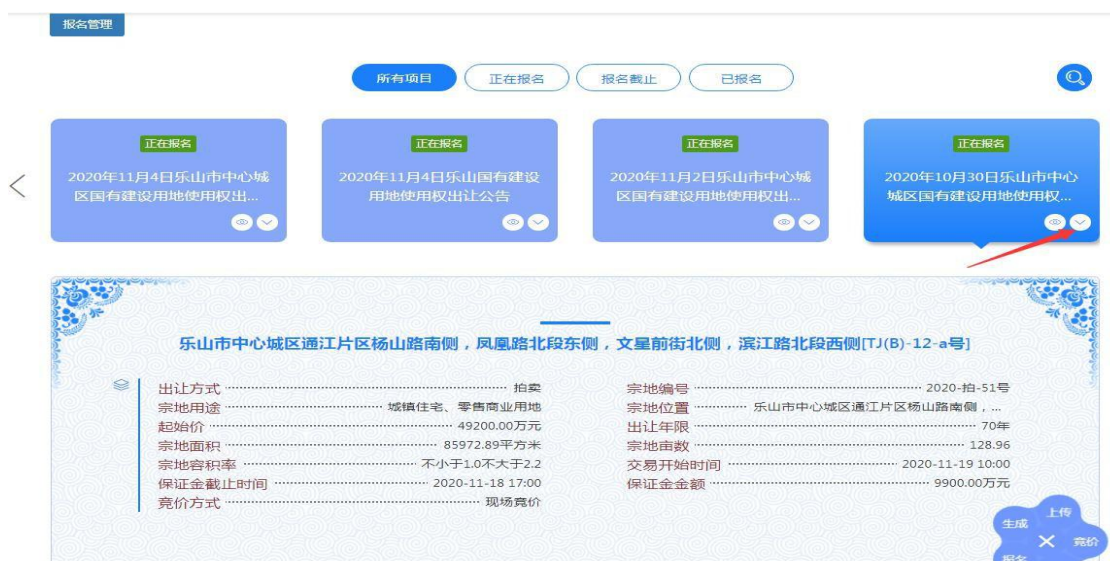 报名管理
所有项目
正在报名
报名截止
已报名
正在报名
2020年11月4日乐山市中心城
区国有建设用地使用权出...
正在报名
2020年11月4日乐山国有建设
用地使用权出让公告
正在报名
2020年11月2日乐山市中心城
区国有建设用地使用权出...
正在报名
2020年10月30日乐山市中心
城区国有建设用地使用权...
乐山市中心城区通江片区杨山路南侧，凤凰路北段东侧，文星前街北侧，滨江路北段西侧[TJ(B)-12-a号]
出让方式 拍卖
宗地编号 2020-拍-51号
宗地用途 城镇住宅、零售商业用地
宗地位置 乐山市中心城区通江片区杨山路南侧，...
起始价 49200.00万元
出让年限 70年
宗地面积 85972.89平方米
宗地亩数 128.96
宗地容积率 不小于1.0不大于2.2
交易开始时间 2020-11-19 10:00
保证金截止时间 2020-11-18 17:00
保证金金额 9900.00万元
竞价方式 现场竞价
上传
生成
竞价
报名